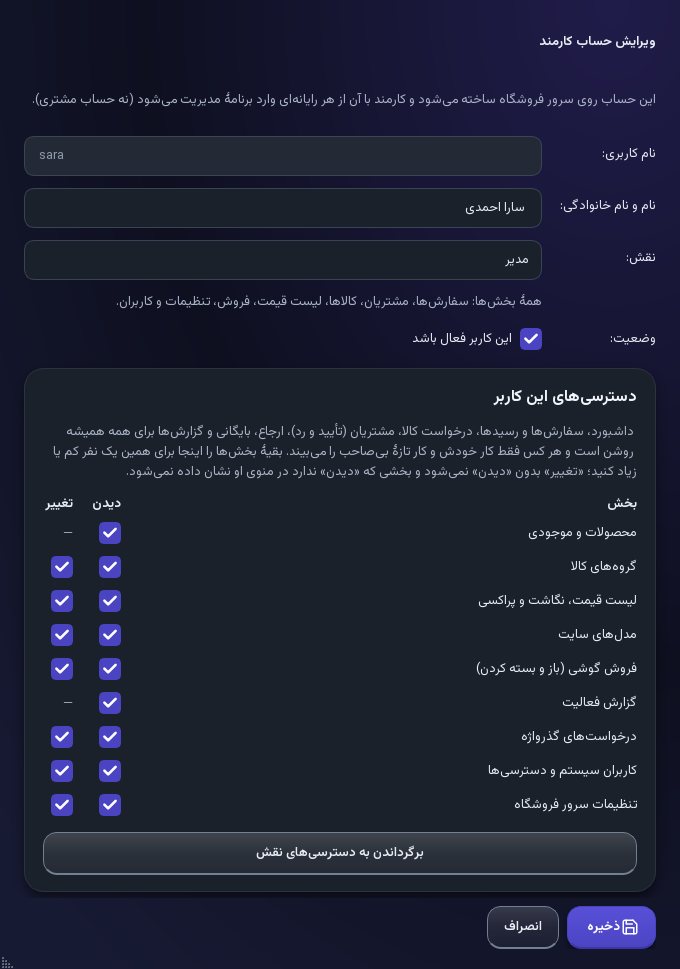 ویرایش حساب کارمند
این حساب روی سرور فروشگاه ساخته می‌شود و کارمند با آن از هر رایانه‌ای وارد برنامهٔ مدیریت می‌شود (نه حساب مشتری).
نام کاربری:
sara
نام و نام خانوادگی:
سارا احمدی
نقش:
مدیر
همهٔ بخش‌ها: سفارش‌ها، مشتریان، کالاها، لیست قیمت، فروش، تنظیمات و کاربران.
وضعیت:
این کاربر فعال باشد
دسترسی‌های این کاربر
داشبورد، سفارش‌ها و رسیدها، درخواست کالا، مشتریان (تأیید و رد)، ارجاع، بایگانی و گزارش‌ها برای همه همیشه
روشن است و هر کس فقط کار خودش و کار تازهٔ بی‌صاحب را می‌بیند. بقیهٔ بخش‌ها را اینجا برای همین یک نفر کم یا
زیاد کنید؛ «تغییر» بدون «دیدن» نمی‌شود و بخشی که «دیدن» ندارد در منوی او نشان داده نمی‌شود.
بخش دیدن تغییر
محصولات و موجودی –
گروه‌های کالا
لیست قیمت، نگاشت و پراکسی
مدل‌های سایت
فروش گوشی (باز و بسته کردن)
گزارش فعالیت –
درخواست‌های گذرواژه
کاربران سیستم و دسترسی‌ها
تنظیمات سرور فروشگاه
برگرداندن به دسترسی‌های نقش
ذخیره
انصراف